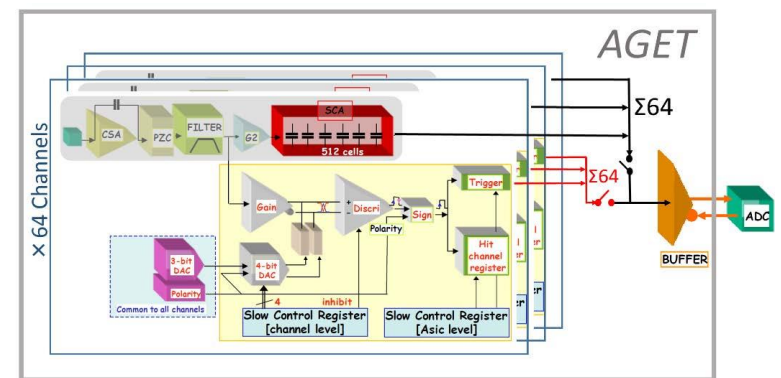 AGET
× 64 Channels
CSA
PZC
FILTER
G2
SCA
512 cells
Σ64
Σ64
Gain
Discri
Polarity
Sign
Trigger
Hit
channel
register
3-bit
DAC
Polarity
Common to all channels
4-bit
DAC
4
inhibit
Slow Control Register
[channel level]
Slow Control Register
[Asic level]
BUFFER
ADC